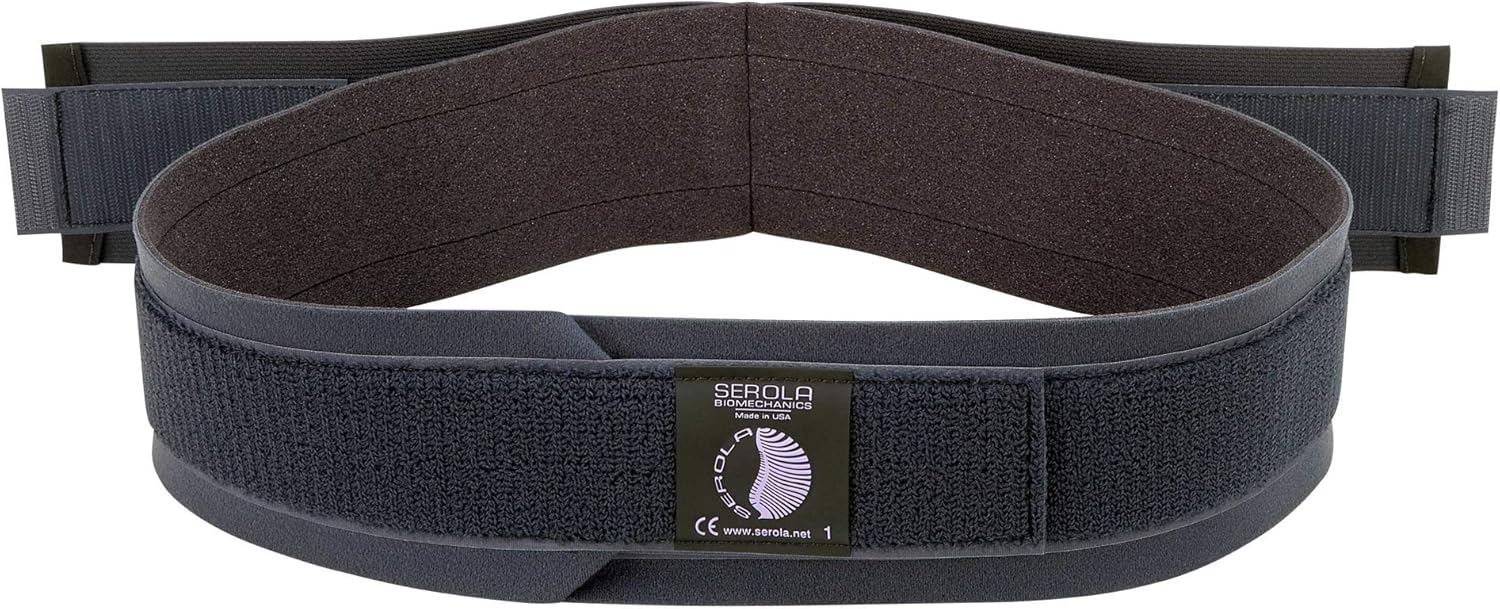 SEROLA
BIOMECHANICS
Made in USA
SEROLA
CE www.serola.net 1